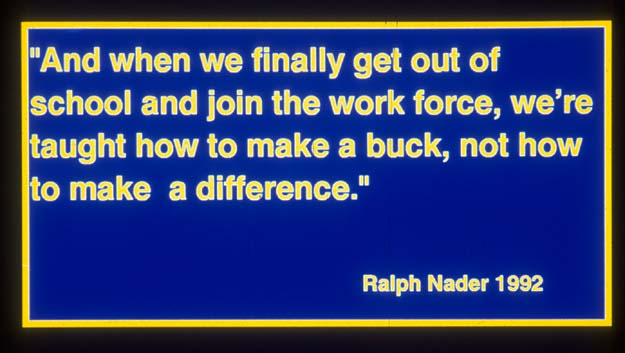 "And when we finally get out of
school and join the work force, we're
taught how to make a buck, not how
to make  a difference."
Ralph Nader 1992